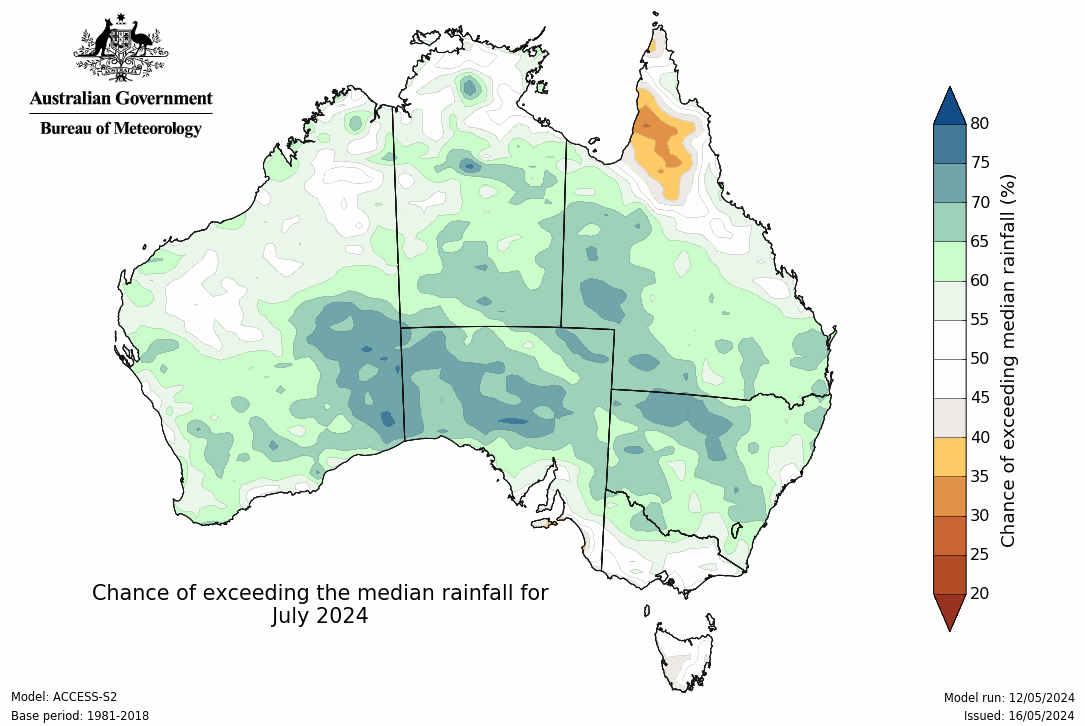 Australian Government
Bureau of Meteorology
80
75
70
65
60
55
50
45
40
35
30
25
20
Chance of exceeding median rainfall (%)
Chance of exceeding the median rainfall for
July 2024
Model: ACCESS-S2
Base period: 1981-2018
Model run: 12/05/2024
Issued: 16/05/2024